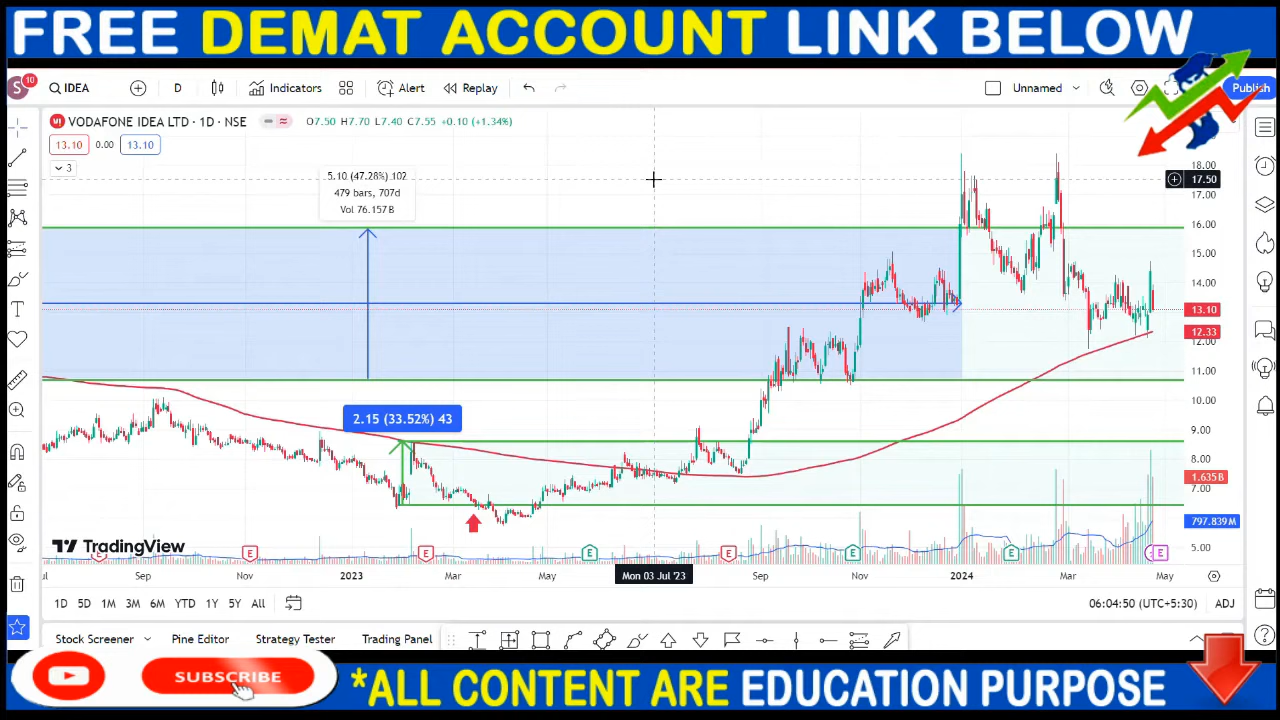 FREE DEMAT ACCOUNT LINK BELOW
S 10 IDEA D Indicators Alert Replay Unnamed Publish
VODAFONE IDEA LTD · 1D · NSE O7.50 H7.70 L7.40 C7.55 +0.10 (+1.34%)
13.10 0.00 13.10
3
5.10 (47.28%) 102
479 bars, 707d
Vol 76.157B
18.00
17.50
17.00
16.00
15.00
14.00
13.10
12.33
12.00
11.00
10.00
9.00
8.00
7.00
5.00
2.15 (33.52%) 43
1.635B
797.839M
TradingView
E E E E E E E E
Sep Nov 2023 Mar May Mon 03 Jul '23 Sep Nov 2024 Mar May
1D 5D 1M 3M 6M YTD 1Y 5Y All 06:04:50 (UTC+5:30) ADJ
Stock Screener Pine Editor Strategy Tester Trading Panel
SUBSCRIBE
*ALL CONTENT ARE EDUCATION PURPOSE